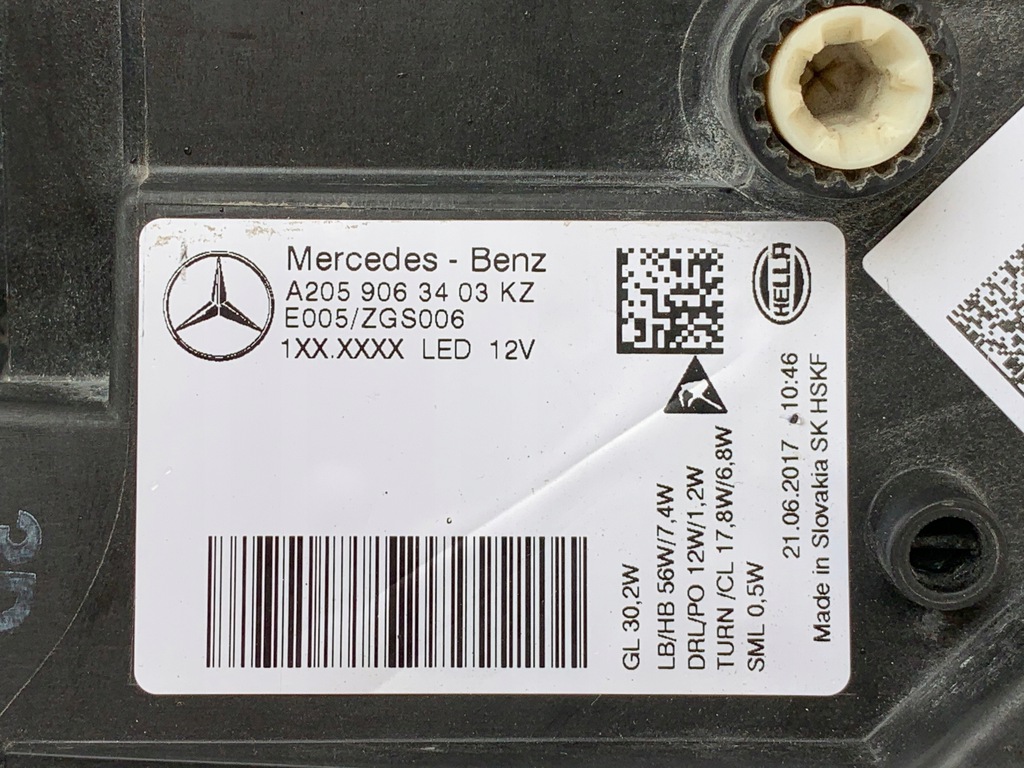 Mercedes - Benz
A205 906 34 03 KZ
E005/ZGS006
1XX.XXXX LED 12V
HELLA
GL 30,2W
LB/HB 56W/7,4W
DRL/PO 12W/1,2W
TURN /CL 17,8W/6,8W
SML 0,5W
21.06.2017 10:46
Made in Slovakia SK HSKF